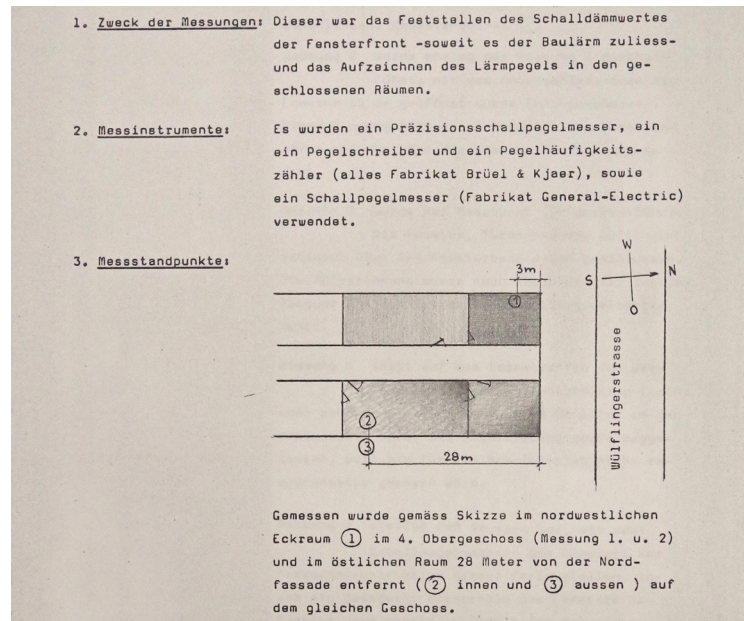 1. Zweck der Messungen: Dieser war das Feststellen des Schalldämmwertes
der Fensterfront -soweit es der Baulärm zuliess-
und das Aufzeichnen des Lärmpegels in den ge-
schlossenen Räumen.
2. Messinstrumente: Es wurden ein Präzisionsschallpegelmesser, ein
ein Pegelschreiber und ein Pegelhäufigkeits-
zähler (alles Fabrikat Brüel & Kjaer), sowie
ein Schallpegelmesser (Fabrikat General-Electric)
verwendet.
3. Messstandpunkte:
W
S N
O
3m
1
2
3
28m
Wülflingerstrasse
Gemessen wurde gemäss Skizze im nordwestlichen
Eckraum 1 im 4. Obergeschoss (Messung 1. u. 2)
und im östlichen Raum 28 Meter von der Nord-
fassade entfernt (2 innen und 3 aussen ) auf
dem gleichen Geschoss.